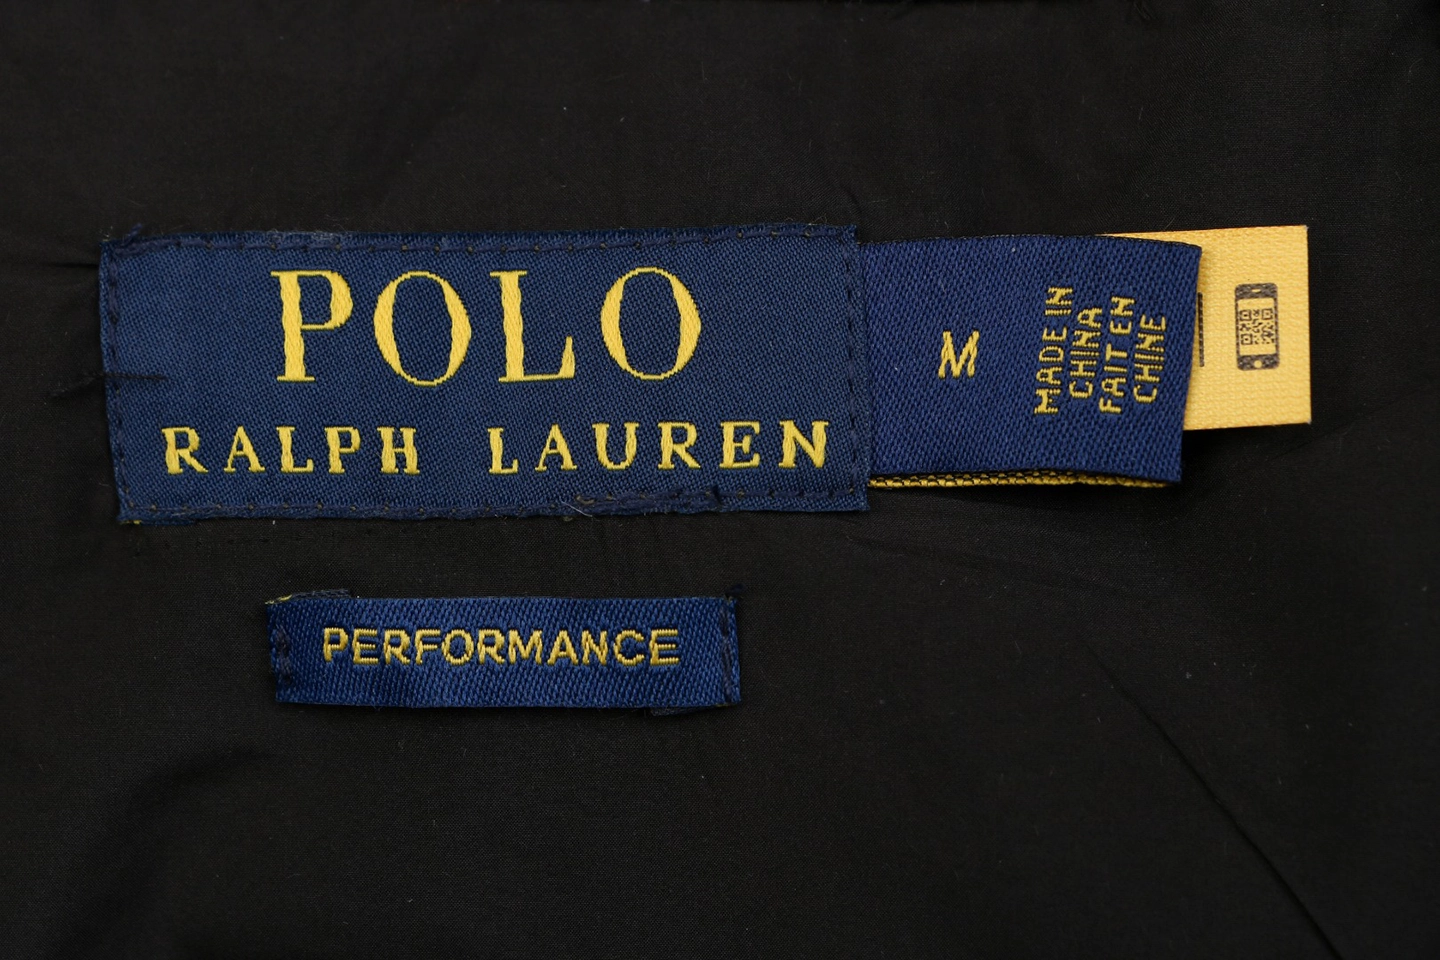 POLO
RALPH LAUREN
M
MADE IN
CHINA
FAIT EN
CHINE
PERFORMANCE